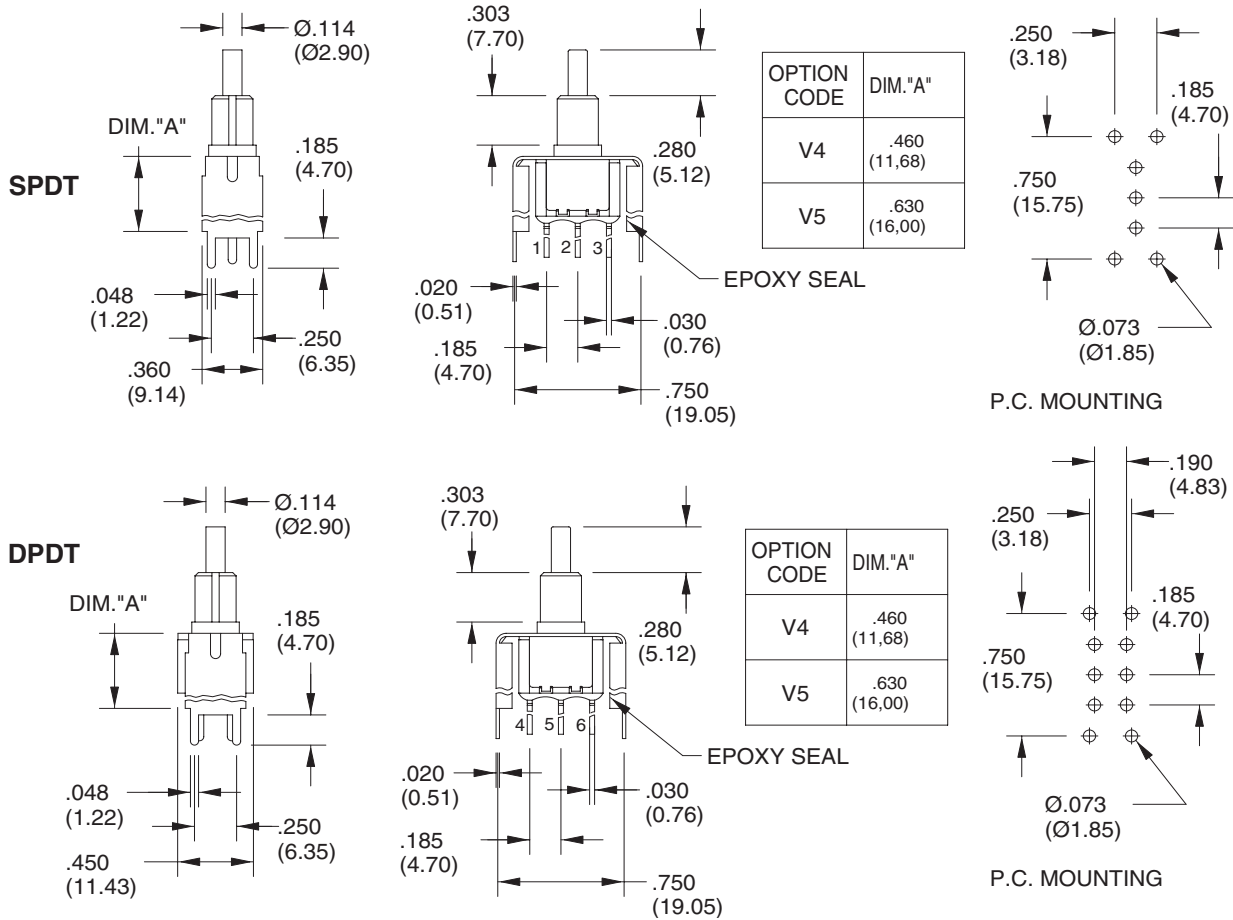 SPDT
Ø.114
(Ø2.90)
DIM."A"
.185
(4.70)
.048
(1.22)
.250
(6.35)
.360
(9.14)
.303
(7.70)
.280
(5.12)
1 2 3
EPOXY SEAL
.020
(0.51)
.030
(0.76)
.185
(4.70)
.750
(19.05)
OPTION CODE DIM."A"
V4 .460 (11,68)
V5 .630 (16,00)
.250
(3.18)
.185
(4.70)
.750
(15.75)
Ø.073
(Ø1.85)
P.C. MOUNTING
DPDT
Ø.114
(Ø2.90)
DIM."A"
.185
(4.70)
.048
(1.22)
.250
(6.35)
.450
(11.43)
.303
(7.70)
.280
(5.12)
4 5 6
EPOXY SEAL
.020
(0.51)
.030
(0.76)
.185
(4.70)
.750
(19.05)
OPTION CODE DIM."A"
V4 .460 (11,68)
V5 .630 (16,00)
.190
(4.83)
.250
(3.18)
.185
(4.70)
.750
(15.75)
Ø.073
(Ø1.85)
P.C. MOUNTING